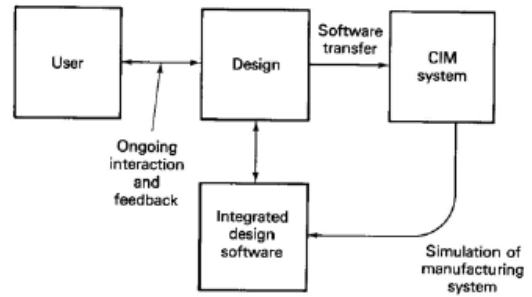 User
Design
Software
transfer
CIM
system
Ongoing
interaction
and
feedback
Integrated
design
software
Simulation of
manufacturing
system